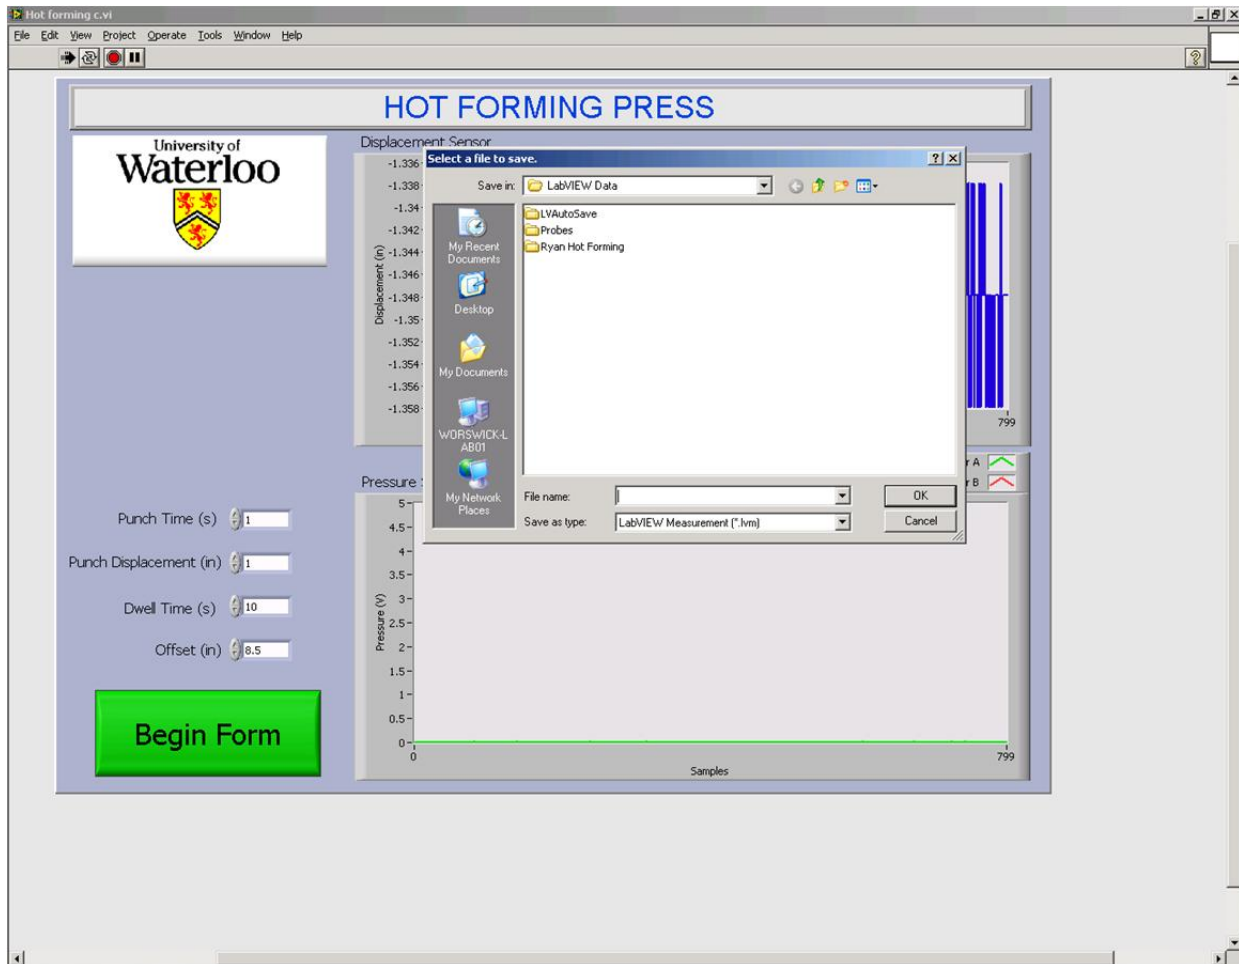 Hot forming c.vi
File Edit View Project Operate Tools Window Help
HOT FORMING PRESS
University of
Waterloo
Displacement Sensor
-1.336
-1.338
-1.34
-1.342
-1.344
-1.346
-1.348
-1.35
-1.352
-1.354
-1.356
-1.358
Displacement (in)
799
Select a file to save.
Save in: LabVIEW Data
LVAutoSave
Probes
Ryan Hot Forming
My Recent
Documents
Desktop
My Documents
WORSWICK-L
AB01
My Network
Places
File name:
OK
Save as type: LabVIEW Measurement (*.lvm)
Cancel
r A
r B
Pressure
5
4.5
4
3.5
3
2.5
2
1.5
1
0.5
0
Pressure (V)
0
799
Samples
Punch Time (s) 1
Punch Displacement (in) 1
Dwell Time (s) 10
Offset (in) 8.5
Begin Form